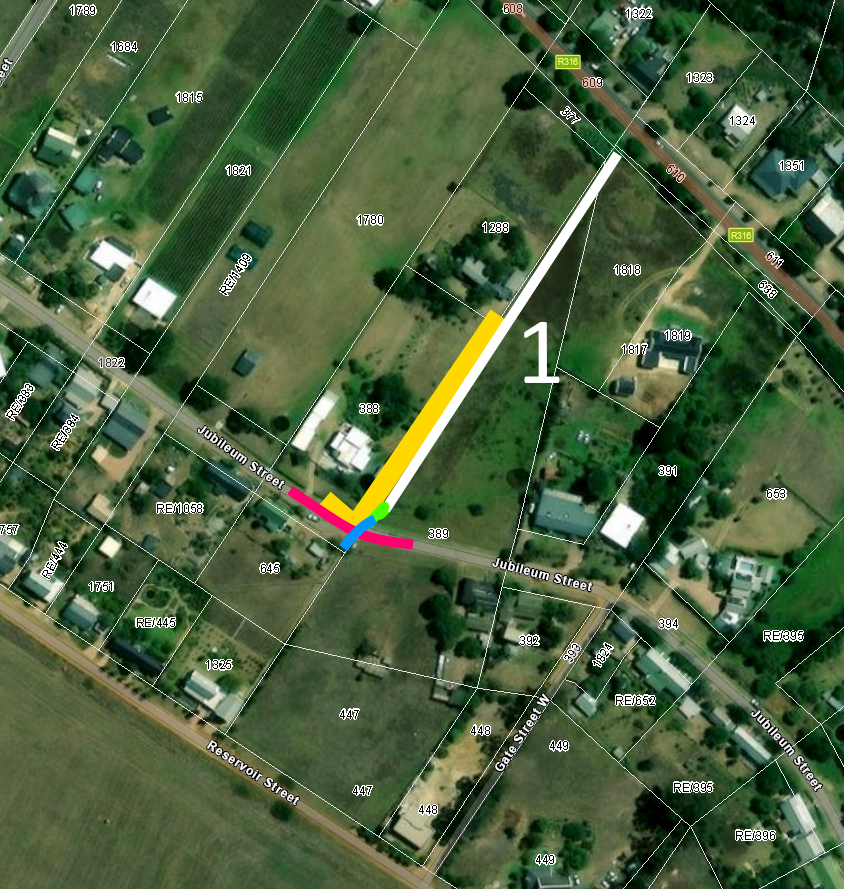 608
1322
1789
R316
1684
609
1323
1815
377
1324
610
1351
1821
1780
1288
R316
611
RE/1409
1818
633
1
1822
1817
1819
RE/383
388
RE/384
Jubileum Street
391
653
RE/1058
757
389
RE/444
645
Jubileum Street
1751
RE/445
394
392
393
1824
RE/395
1325
RE/652
447
448
Gate Street W
449
Jubileum Street
Reservoir Street
447
RE/395
448
RE/396
449